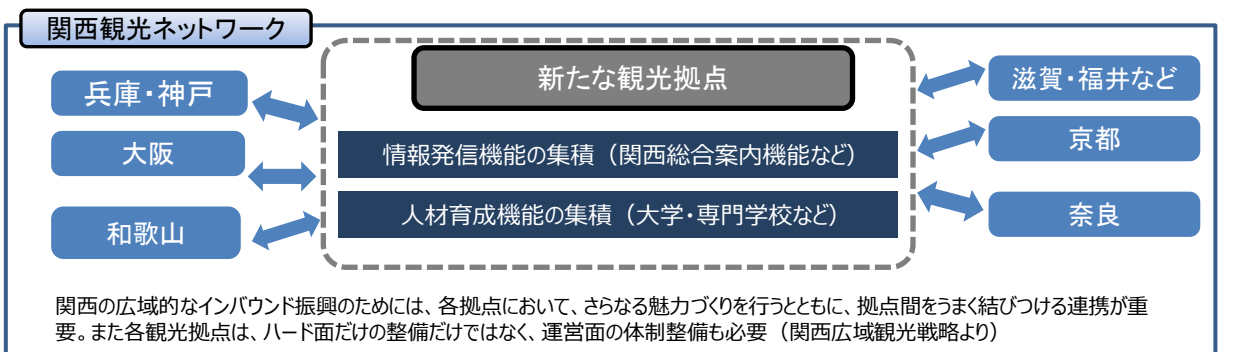 関西観光ネットワーク
新たな観光拠点
兵庫・神戸
滋賀・福井など
大阪
情報発信機能の集積（関西総合案内機能など）
京都
人材育成機能の集積（大学・専門学校など）
和歌山
奈良
関西の広域的なインバウンド振興のためには、各拠点において、さらなる魅力づくりを行うとともに、拠点間をうまく結びつける連携が重
要。また各観光拠点は、ハード面だけの整備だけではなく、運営面の体制整備も必要（関西広域観光戦略より）